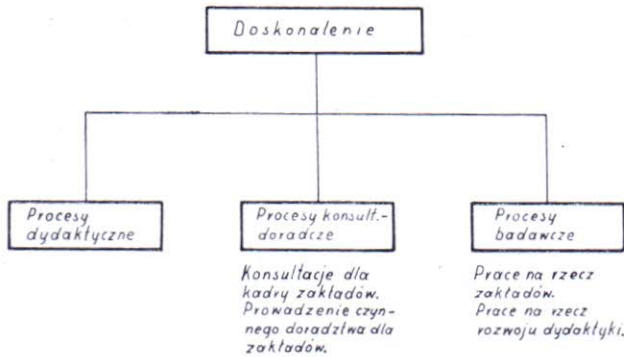 Doskonalenie
Procesy
dydaktyczne
Procesy konsult.-
doradcze
Konsultacje dla
kadry zakładów.
Prowadzenie czyn-
nego doradztwa dla
zakładów.
Procesy
badawcze
Prace na rzecz
zakładów.
Prace na rzecz
rozwoju dydaktyki.